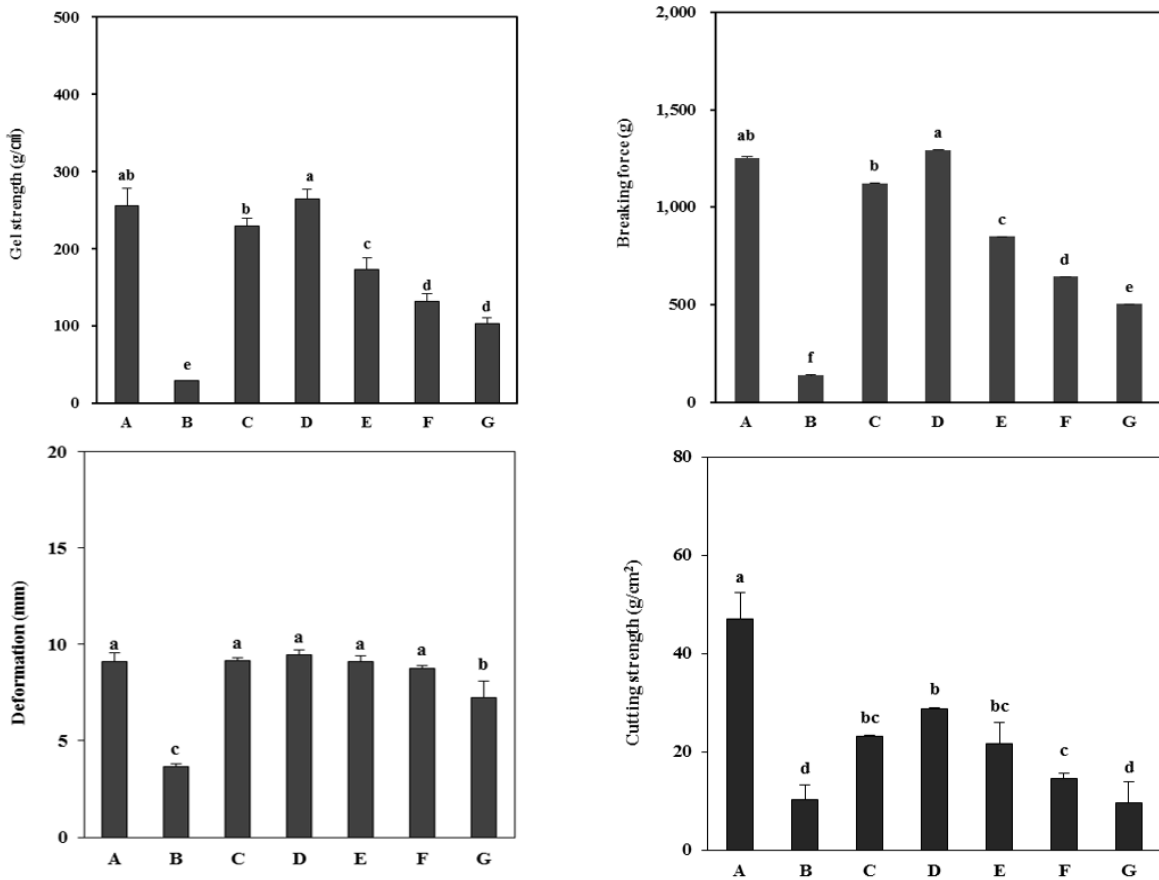 Gel strength (g/㎠)
500
400
300
200
100
0
ab
e
b
a
c
d
d
A B C D E F G
Breaking force (g)
2,000
1,500
1,000
500
0
ab
f
b
a
c
d
e
A B C D E F G
Deformation (mm)
20
15
10
5
0
a
c
a
a
a
a
b
A B C D E F G
Cutting strength (g/cm²)
80
60
40
20
0
a
d
bc
b
bc
c
d
A B C D E F G